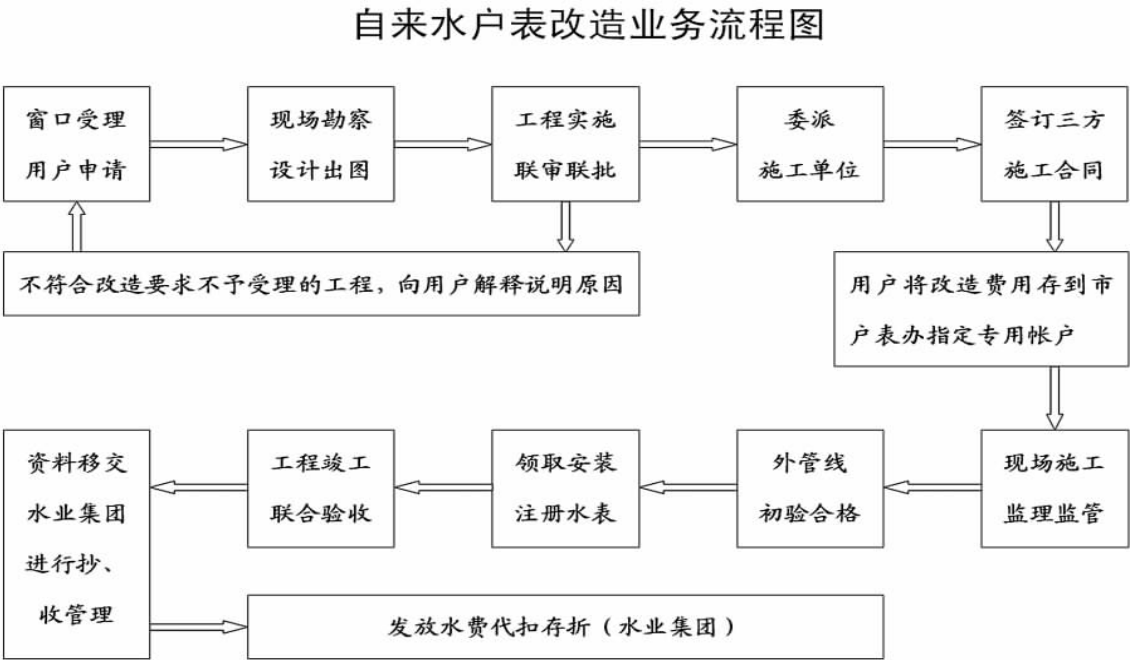 自来水户表改造业务流程图
窗口受理
用户申请
现场勘察
设计出图
工程实施
联审联批
委派
施工单位
签订三方
施工合同
不符合改造要求不予受理的工程，向用户解释说明原因
用户将改造费用存到市
户表办指定专用帐户
现场施工
监理监管
外管线
初验合格
领取安装
注册水表
工程竣工
联合验收
资料移交
水业集团
进行抄、
收管理
发放水费代扣存折（水业集团）